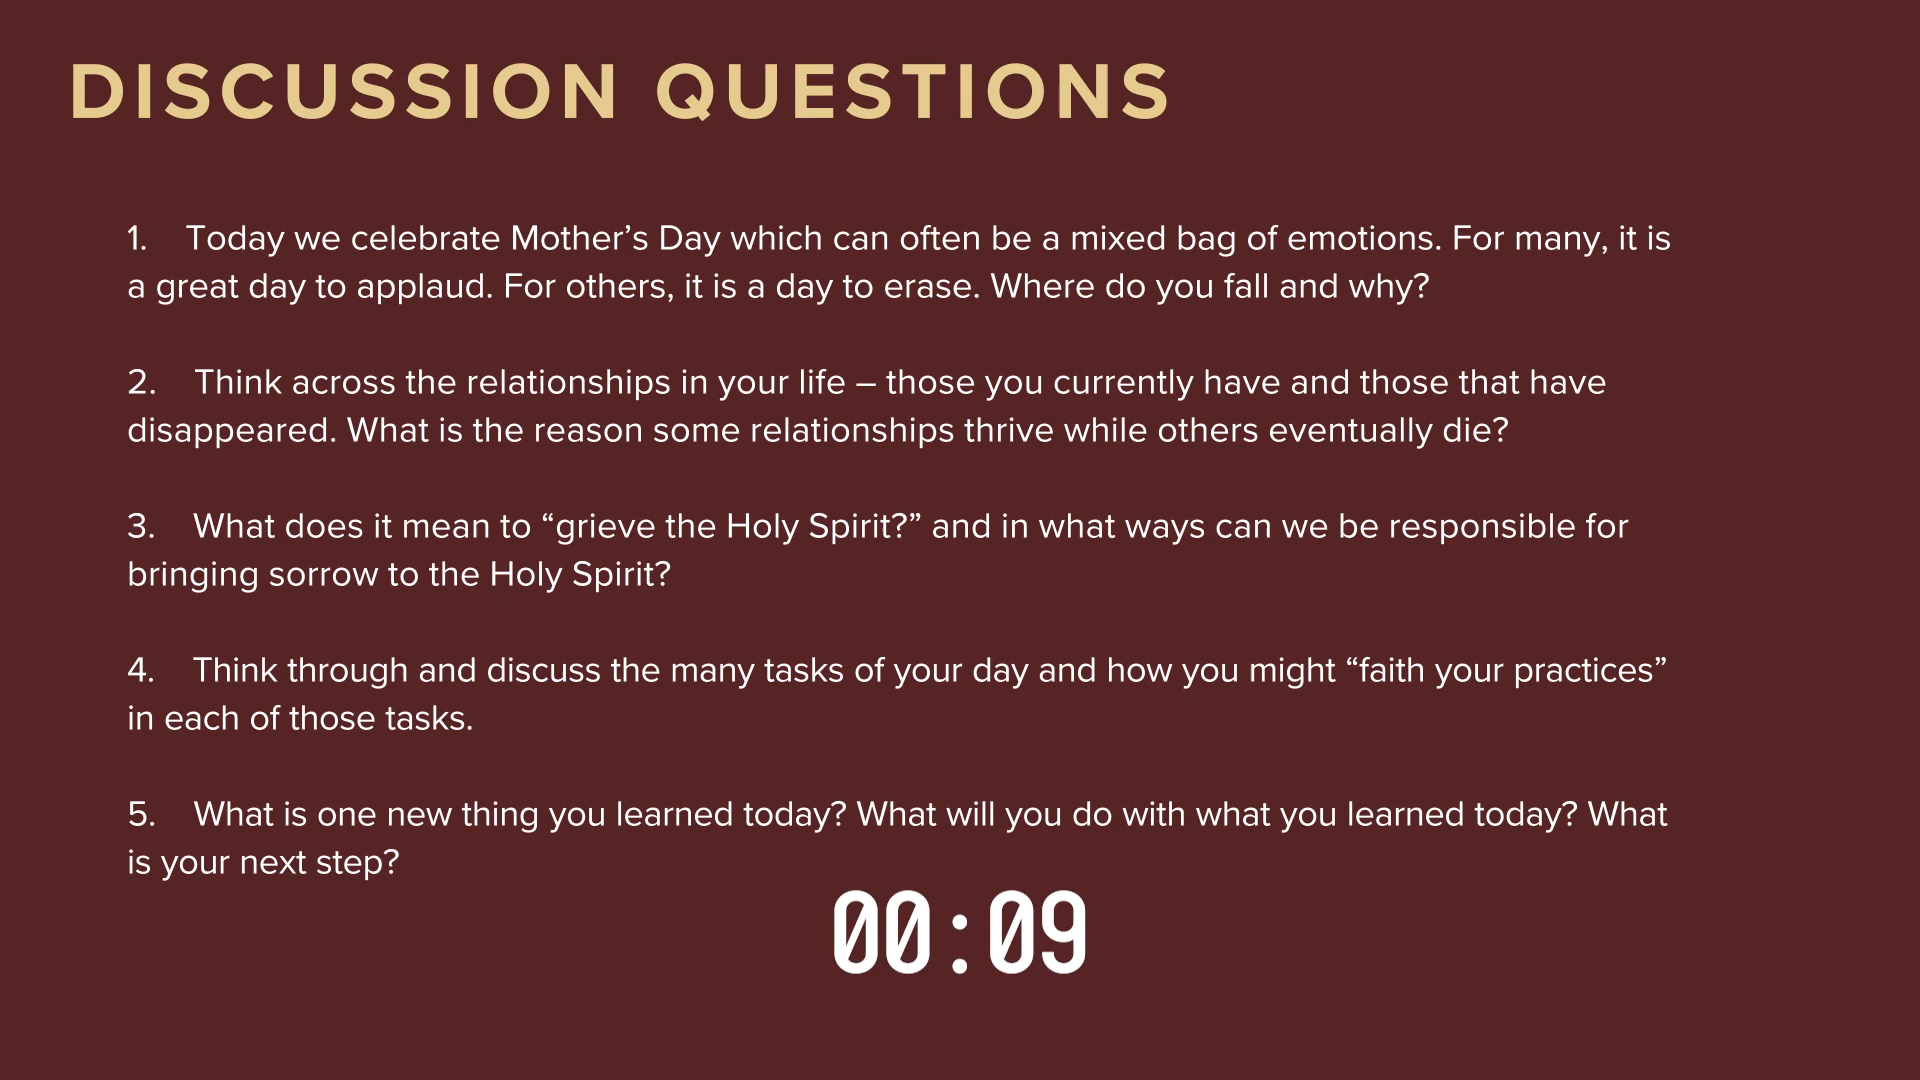 DISCUSSION QUESTIONS
1. Today we celebrate Mother’s Day which can often be a mixed bag of emotions. For many, it is
a great day to applaud. For others, it is a day to erase. Where do you fall and why?
2. Think across the relationships in your life – those you currently have and those that have
disappeared. What is the reason some relationships thrive while others eventually die?
3. What does it mean to “grieve the Holy Spirit?” and in what ways can we be responsible for
bringing sorrow to the Holy Spirit?
4. Think through and discuss the many tasks of your day and how you might “faith your practices”
in each of those tasks.
5. What is one new thing you learned today? What will you do with what you learned today? What
is your next step?
00:09